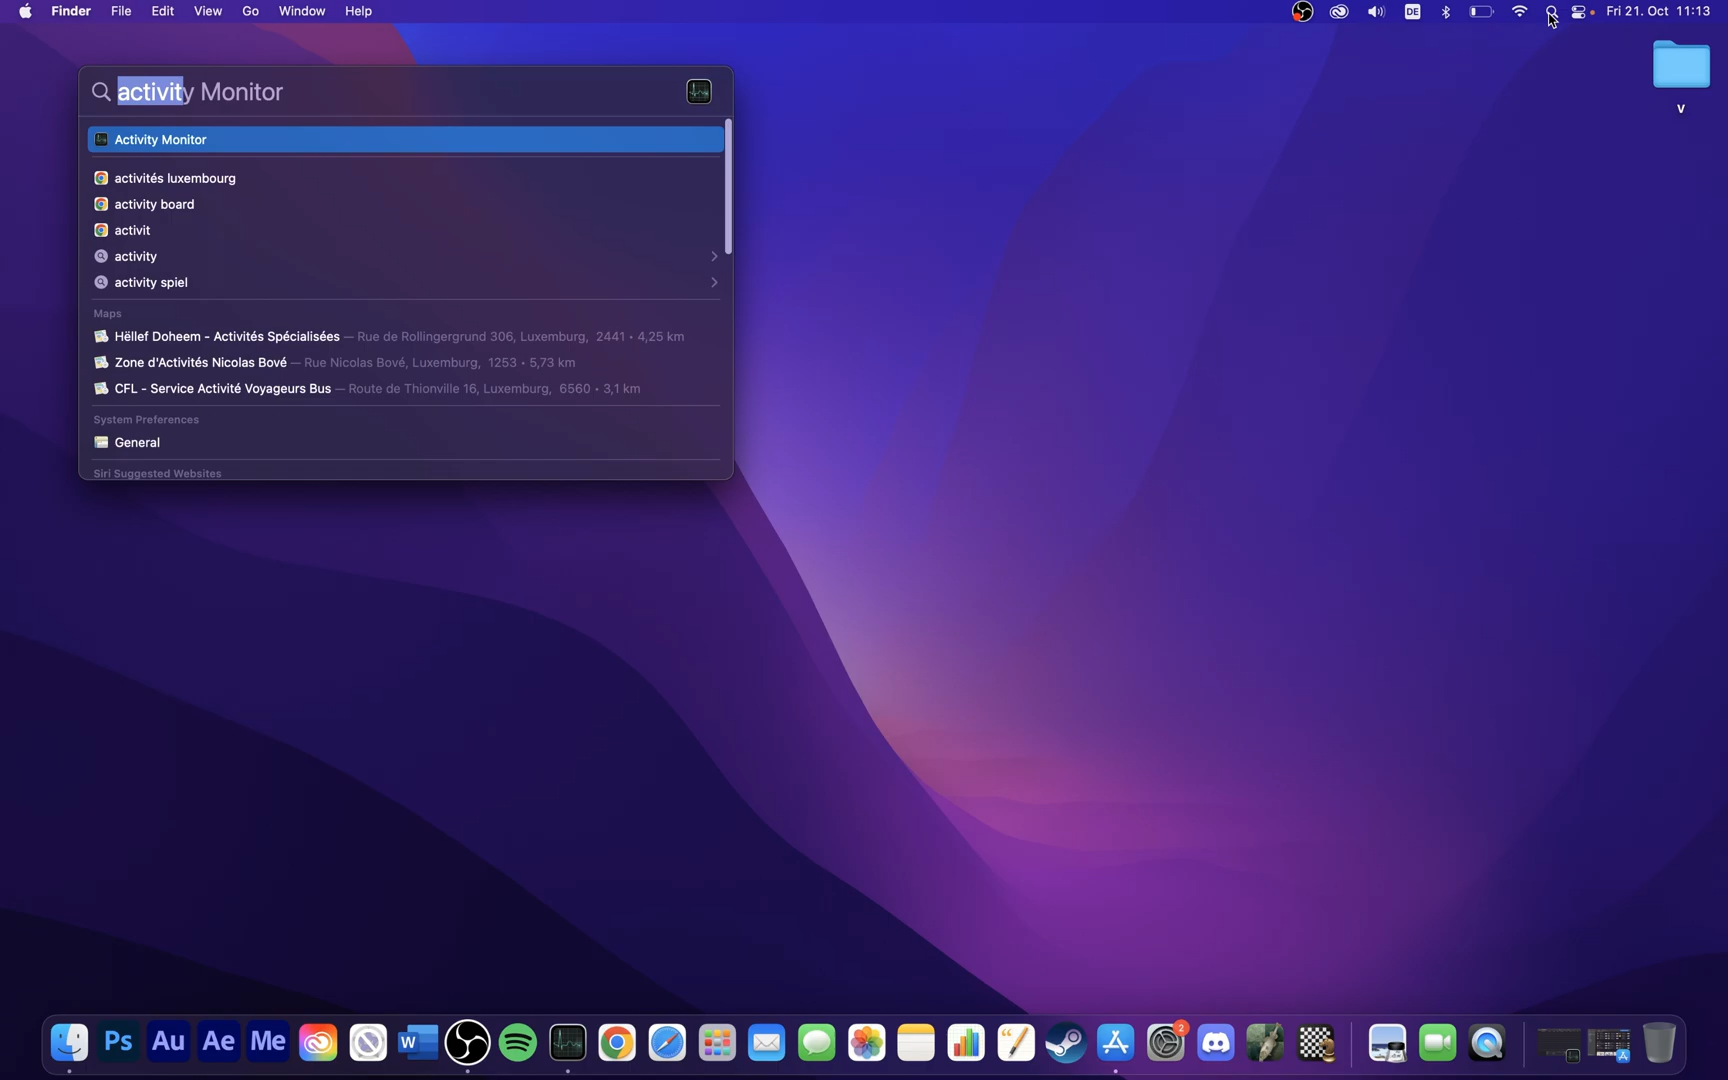 Finder File Edit View Go Window Help DE Fri 21. Oct 11:13
v
activity Monitor
Activity Monitor
activités luxembourg
activity board
activit
activity
activity spiel
Maps
Hëllef Doheem - Activités Spécialisées — Rue de Rollingergrund 306, Luxemburg, 2441 • 4,25 km
Zone d'Activités Nicolas Bové — Rue Nicolas Bové, Luxemburg, 1253 • 5,73 km
CFL - Service Activité Voyageurs Bus — Route de Thionville 16, Luxemburg, 6560 • 3,1 km
System Preferences
General
Siri Suggested Websites
Ps Au Ae Me W 2